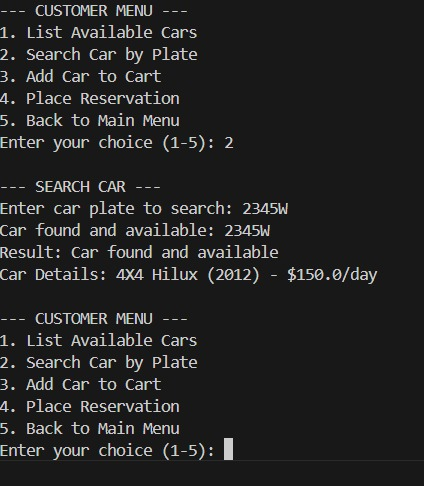 --- CUSTOMER MENU ---
1. List Available Cars
2. Search Car by Plate
3. Add Car to Cart
4. Place Reservation
5. Back to Main Menu
Enter your choice (1-5): 2
--- SEARCH CAR ---
Enter car plate to search: 2345W
Car found and available: 2345W
Result: Car found and available
Car Details: 4X4 Hilux (2012) - $150.0/day
--- CUSTOMER MENU ---
1. List Available Cars
2. Search Car by Plate
3. Add Car to Cart
4. Place Reservation
5. Back to Main Menu
Enter your choice (1-5):